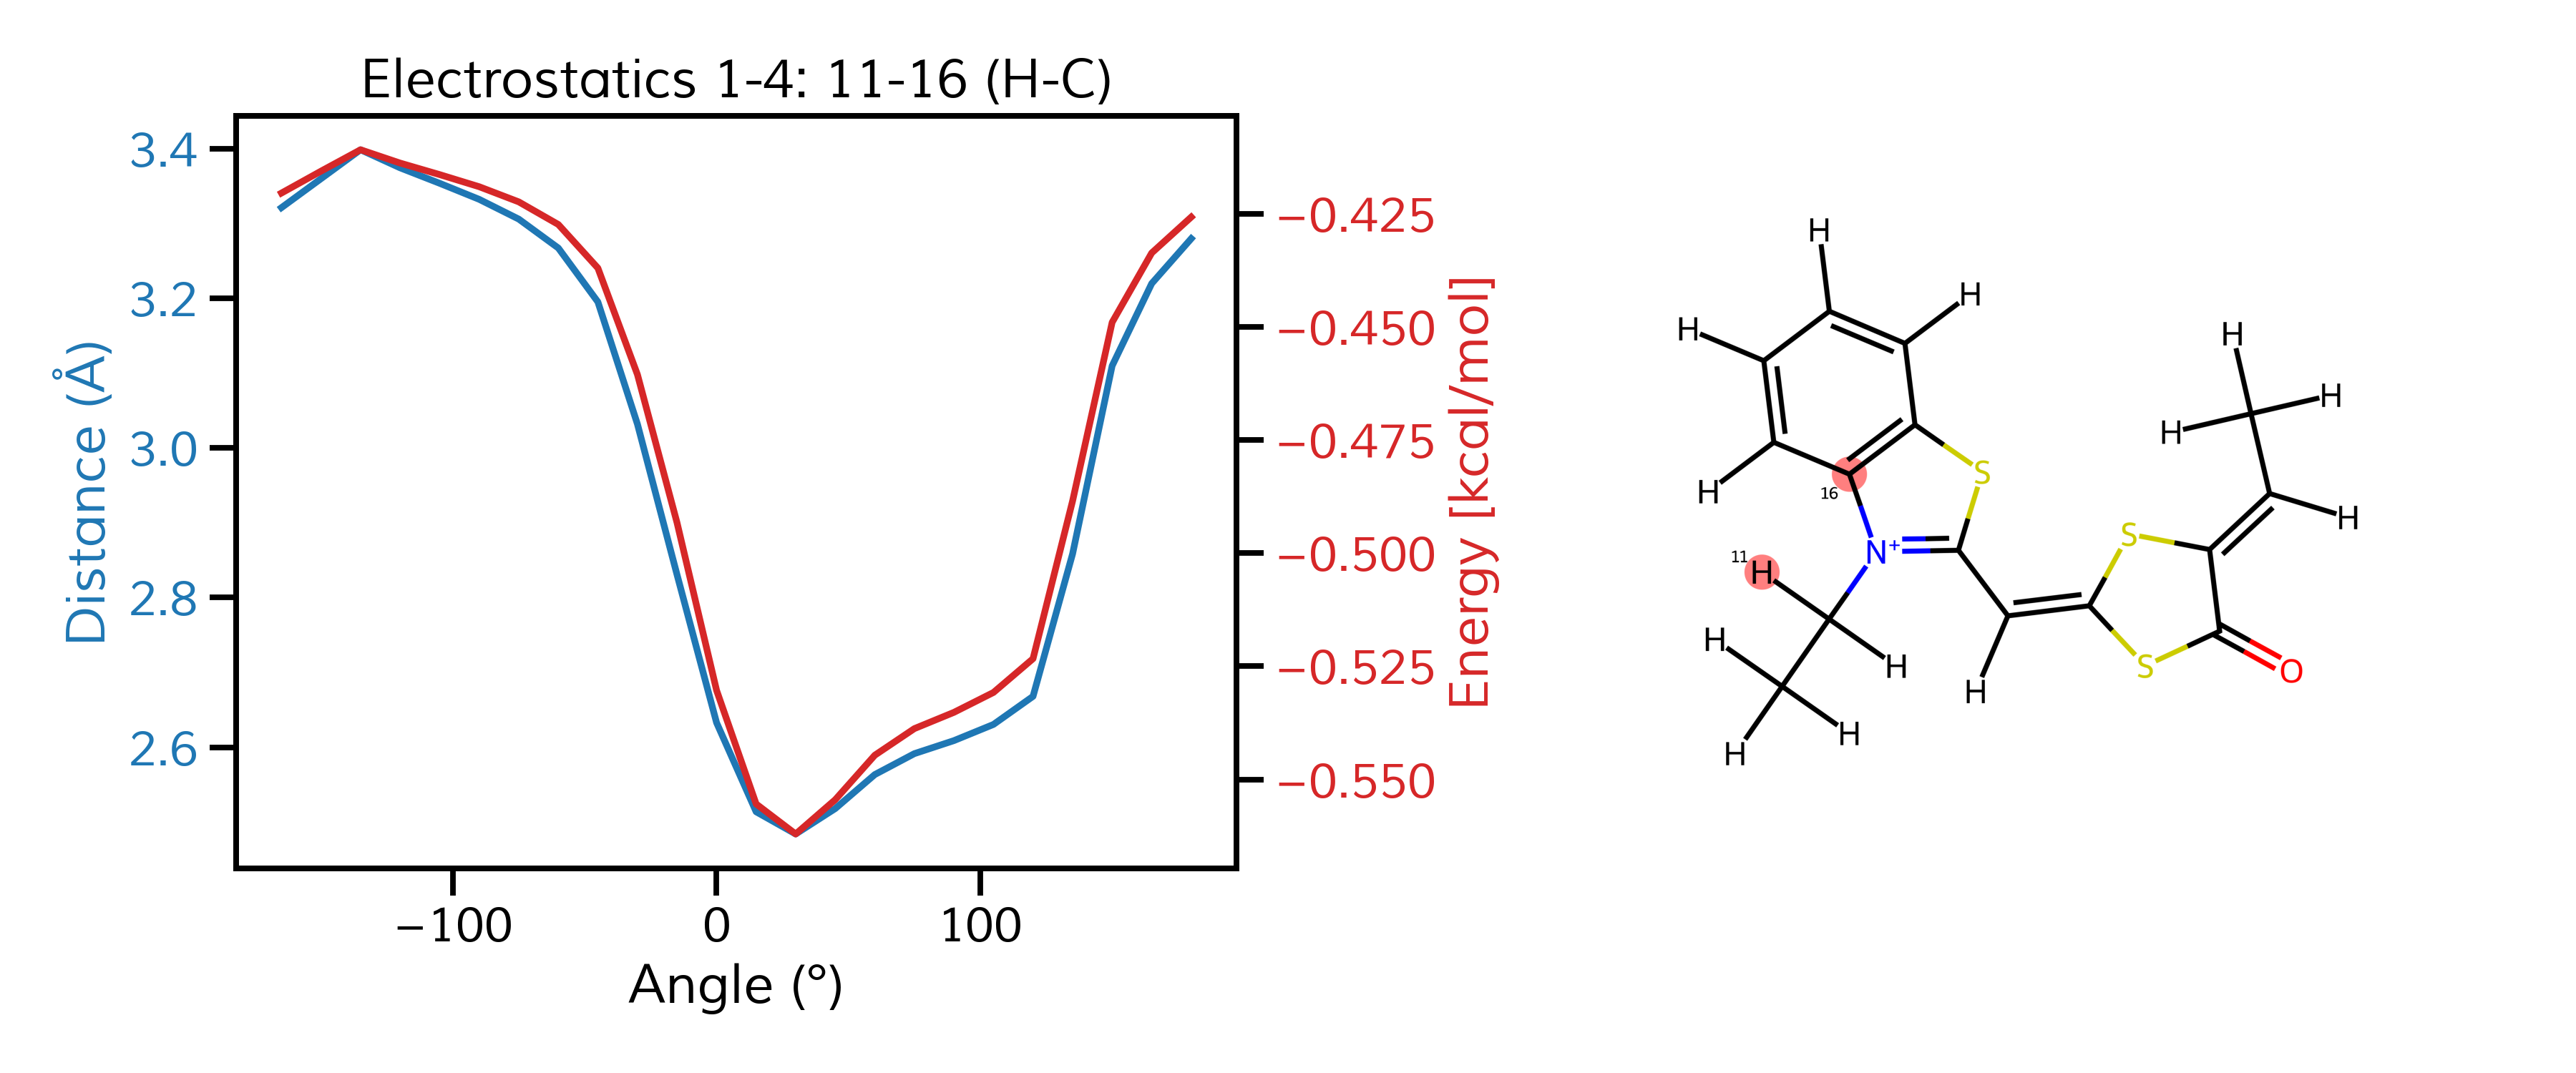 Electrostatics 1-4: 11-16 (H-C)
Distance (Å)
3.4
3.2
3.0
2.8
2.6
−100
0
100
Angle (°)
−0.425
−0.450
−0.475
−0.500
−0.525
−0.550
Energy [kcal/mol]
H
H
H
H
H
H
H
S
16
H
H
N+
S
11
H
H
H
S
O
H
H
H